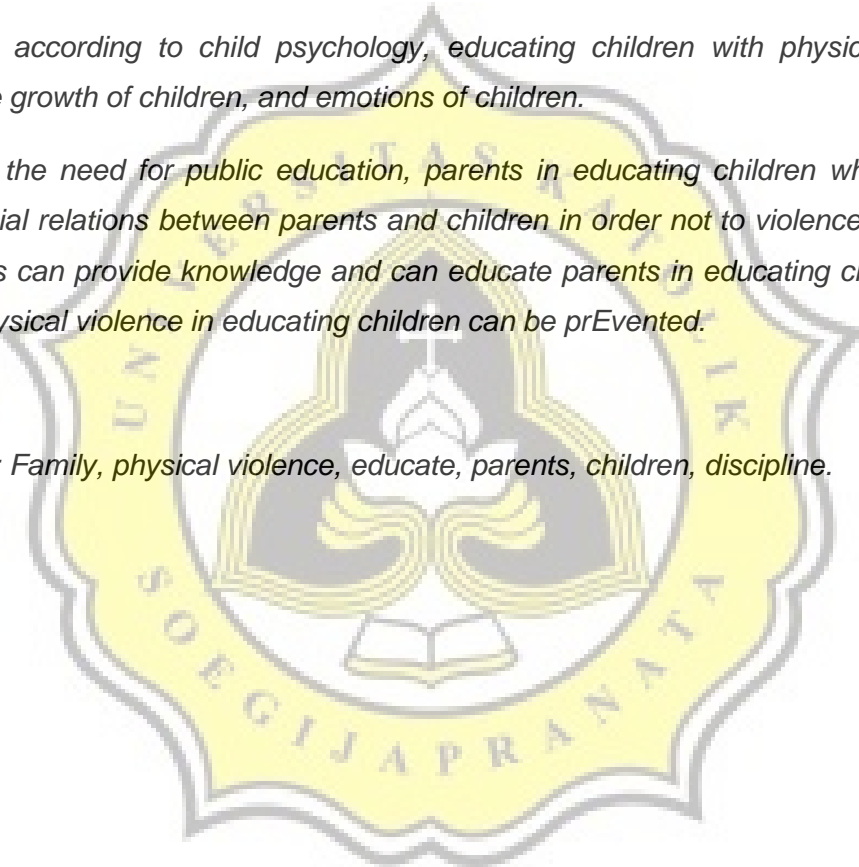 according to child psychology, educating children with physic
growth of children, and emotions of children.
the need for public education, parents in educating children wh
ial relations between parents and children in order not to violence
s can provide knowledge and can educate parents in educating c
ysical violence in educating children can be prEvented.
Family, physical violence, educate, parents, children, discipline.
UNIVERSITAS KATOLIK
SOEGIJAPRANATA